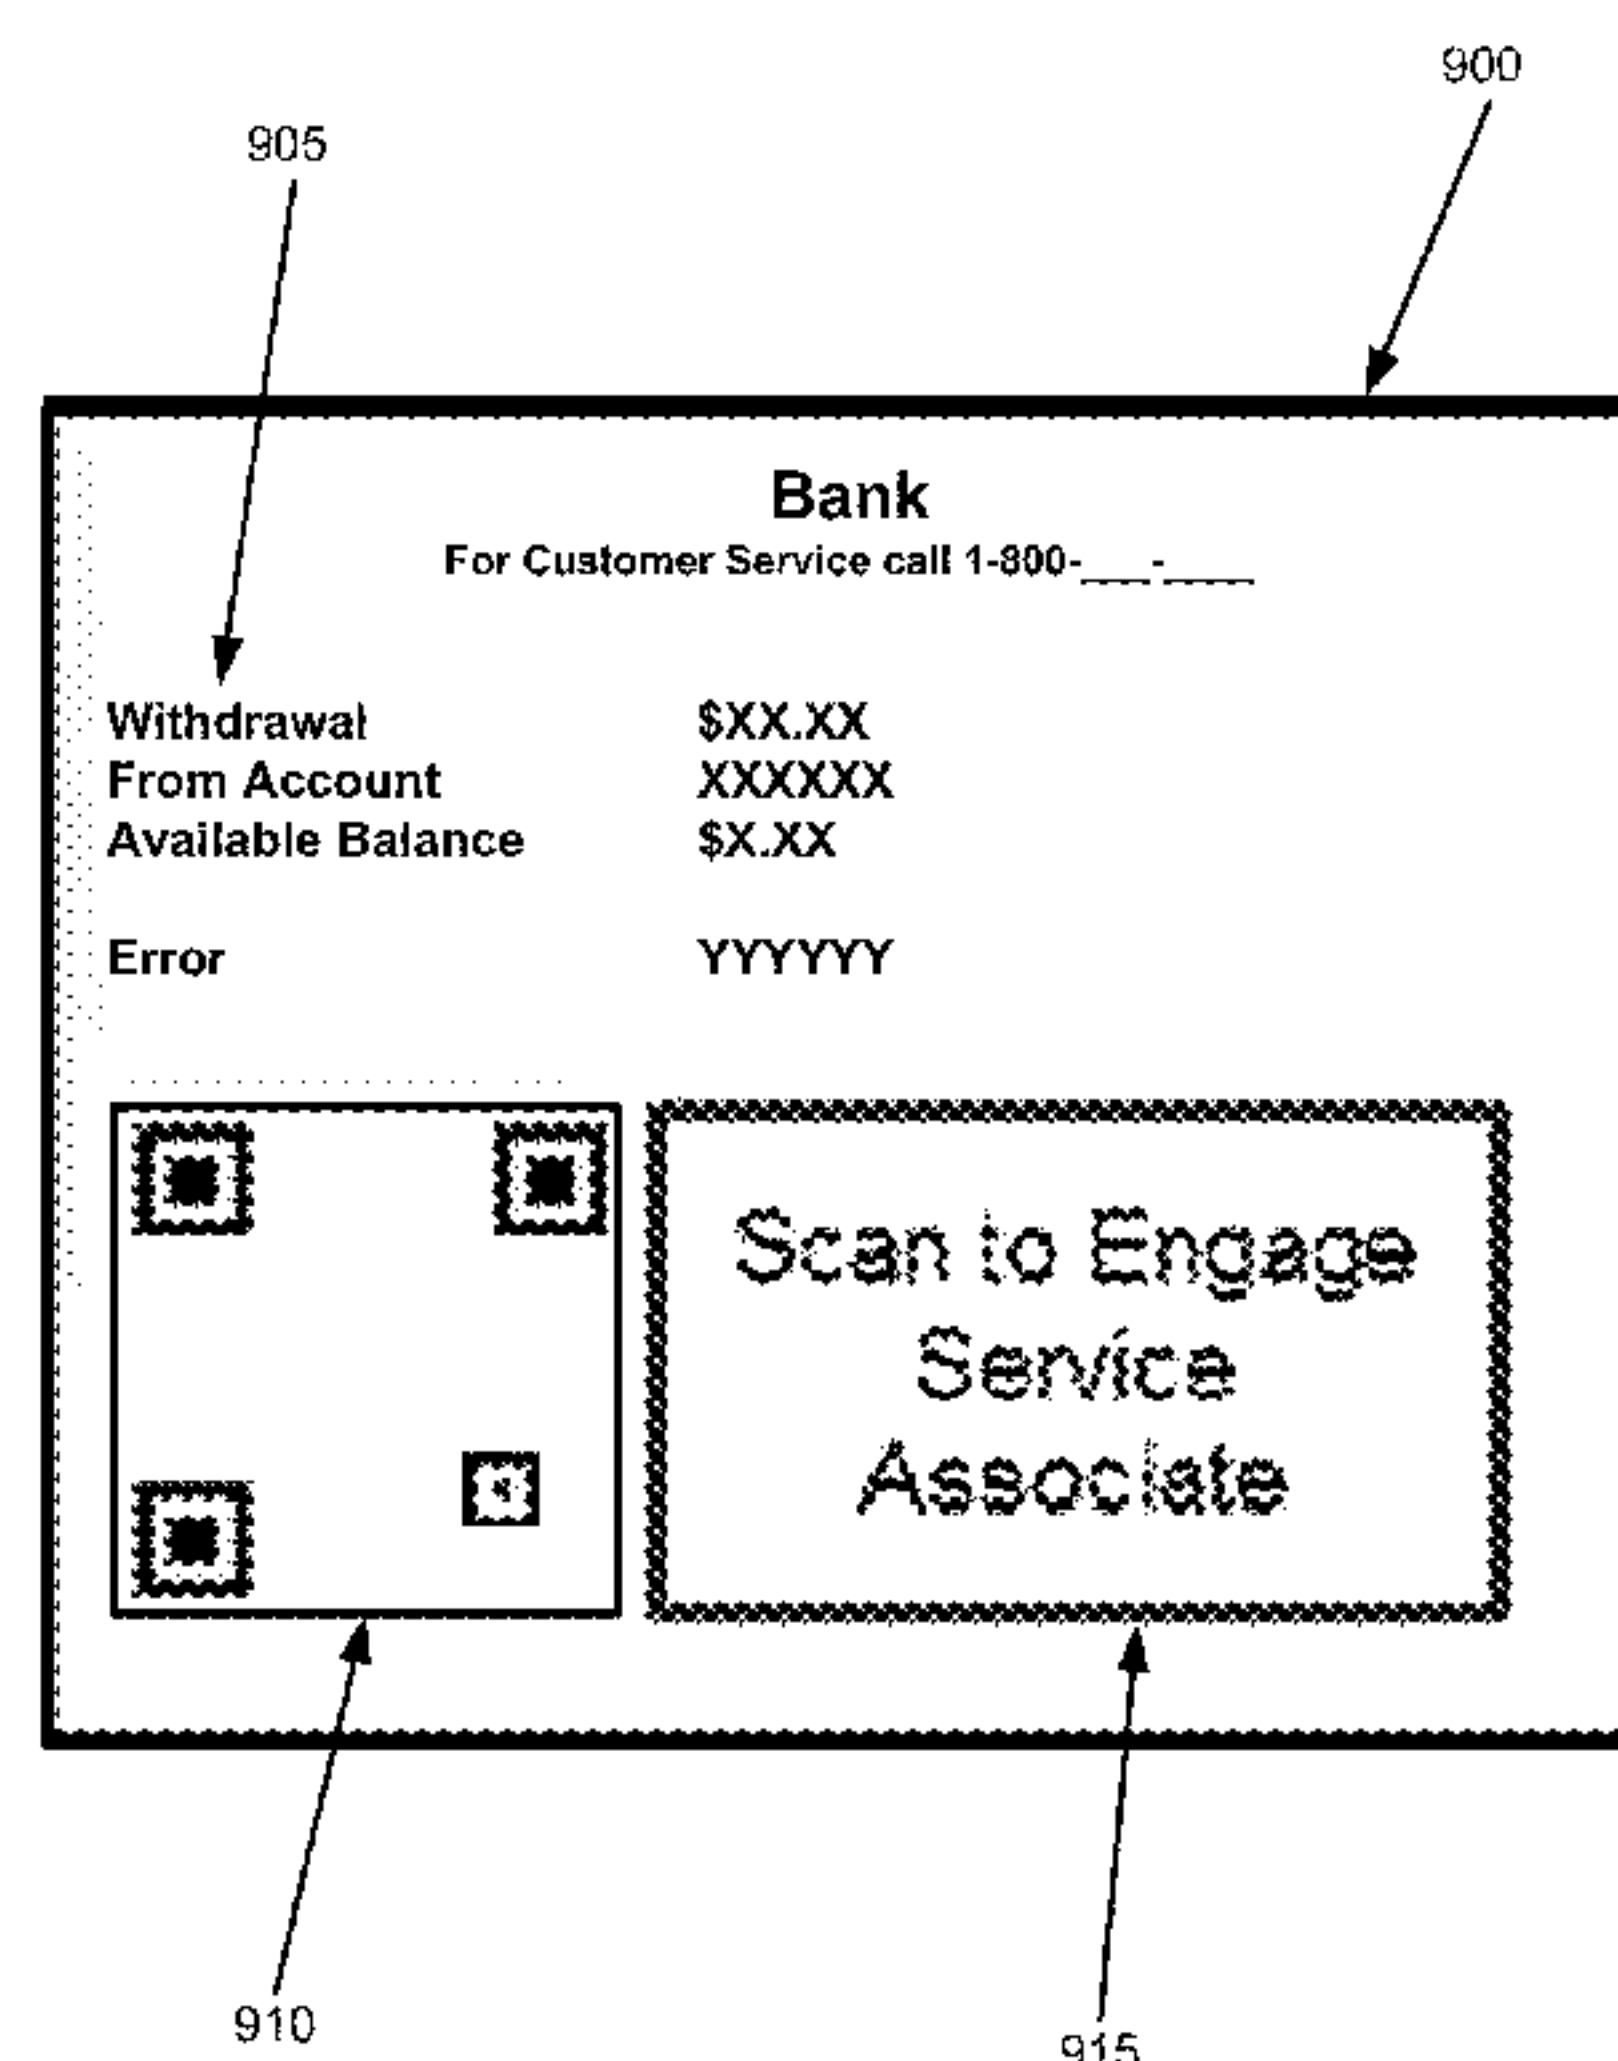 900
905
Bank
For Customer Service call 1-800-___-____
Withdrawal $XX.XX
From Account XXXXXX
Available Balance $X.XX
Error YYYYYY
Scan to Engage
Service
Associate
910
915